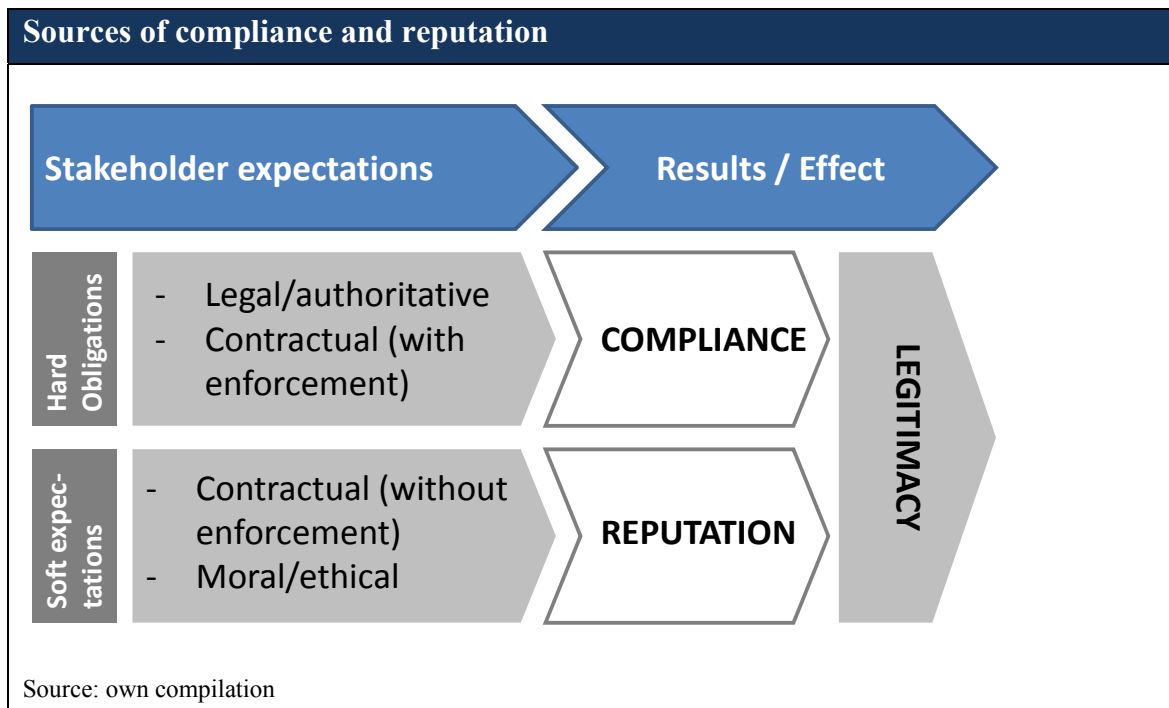 Sources of compliance and reputation
Stakeholder expectations
Results / Effect
Hard
Obligations
- Legal/authoritative
- Contractual (with
enforcement)
COMPLIANCE
LEGITIMACY
Soft expec-
tations
- Contractual (without
enforcement)
- Moral/ethical
REPUTATION
Source: own compilation